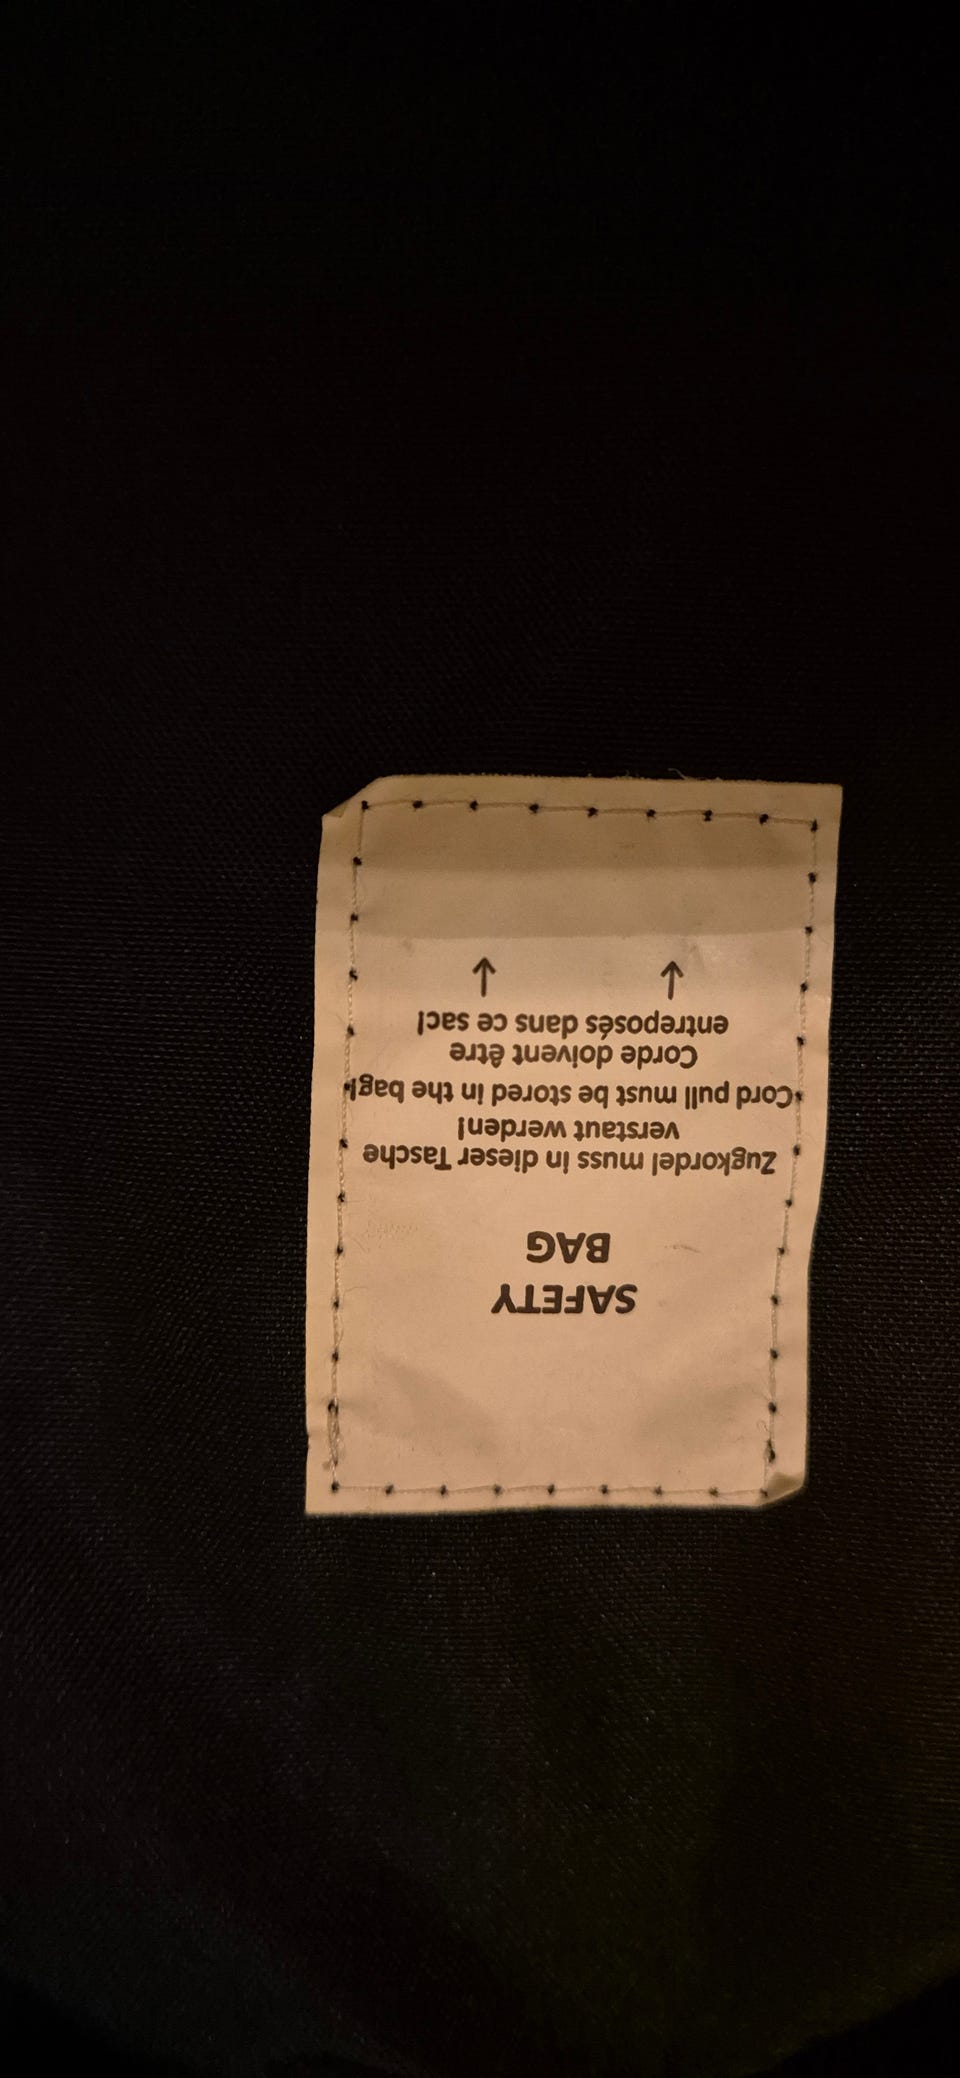 SAFETY
BAG
Zugkordel muss in dieser Tasche
verstaut werden!
Cord pull must be stored in the bag!
Corde doivent être
entreposés dans ce sac!